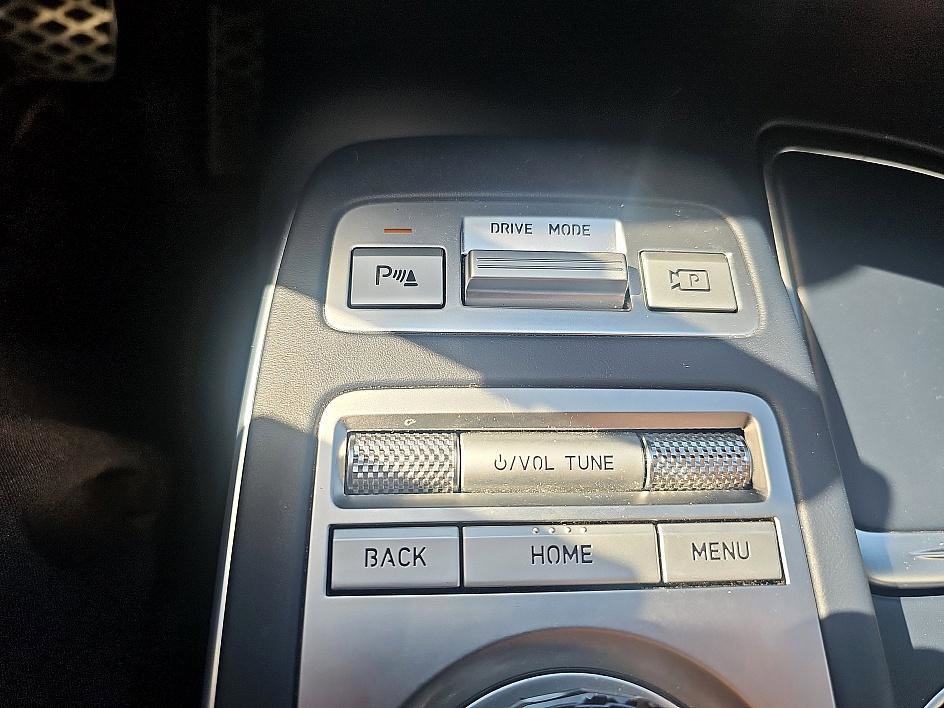 DRIVE MODE
P
P
/VOL TUNE
BACK HOME MENU